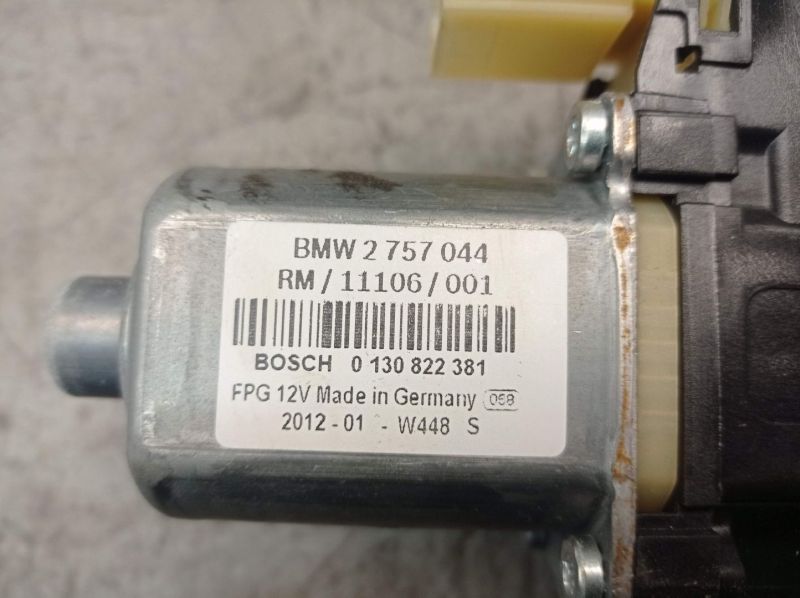 BMW 2 757 044
RM/11106/001
BOSCH 0 130 822 381
FPG 12V Made in Germany 068
2012-01 - W448 S